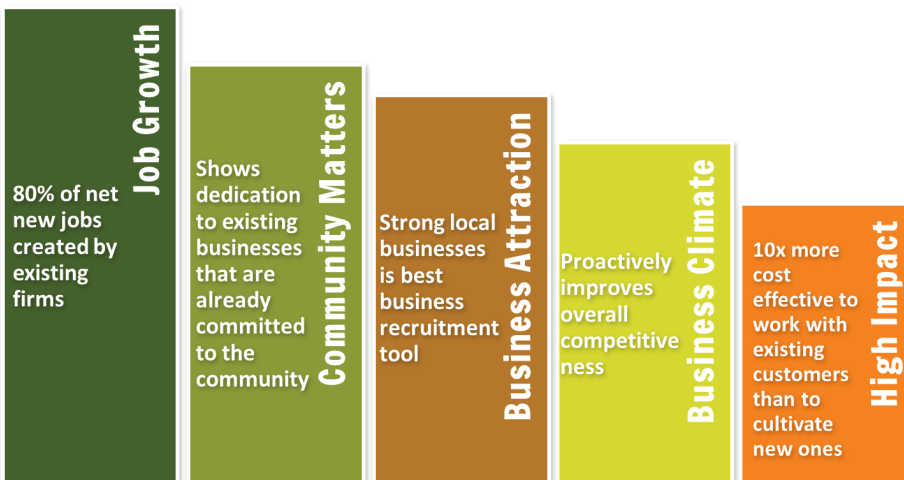 Job Growth
80% of net
new jobs
created by
existing
firms
Community Matters
Shows
dedication
to existing
businesses
that are
already
committed
to the
community
Business Attraction
Strong local
businesses
is best
business
recruitment
tool
Business Climate
Proactively
improves
overall
competitive
ness
High Impact
10x more
cost
effective to
work with
existing
customers
than to
cultivate
new ones